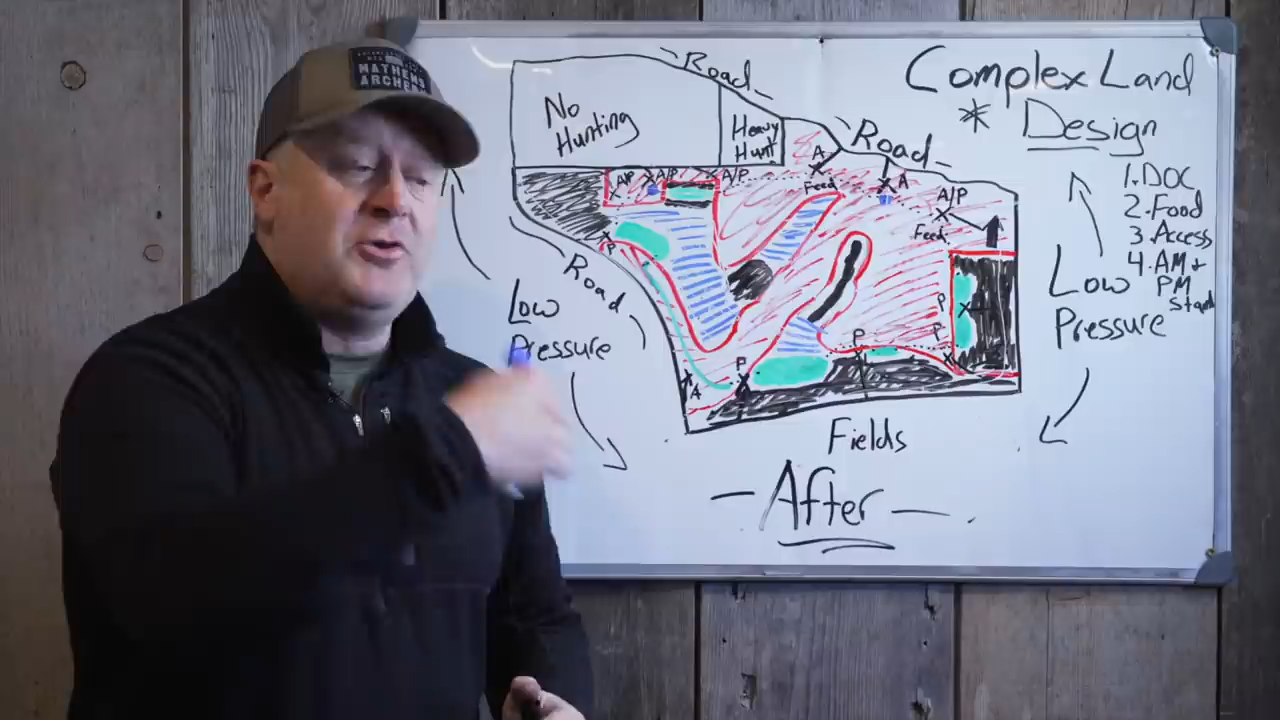 MATHEWS
ARCHERY
Complex Land
* Design
Road
No
Hunting
Heavy
Hunt
Road
A
Feed
A
A/P
A/P
A/P
A/P
Feed
P
Road
Low
Pressure
P
P
P
P
A
Low
Pressure
1. DOC
2. Food
3. Access
4. AM +
PM
Fields
- After -